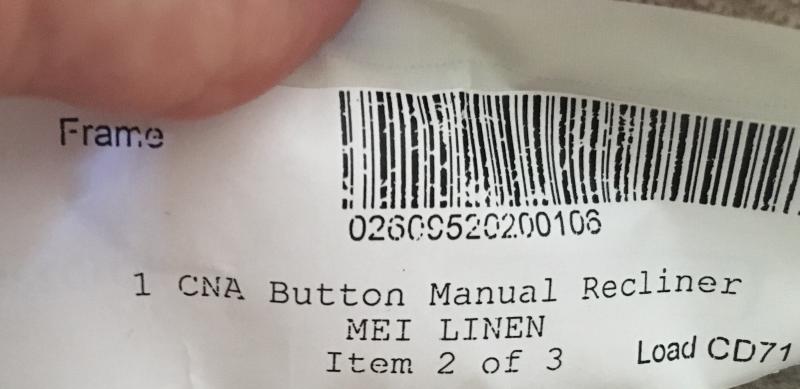 Frame
02609520200106
1 CNA Button Manual Recliner
MEI LINEN
Item 2 of 3
Load CD71